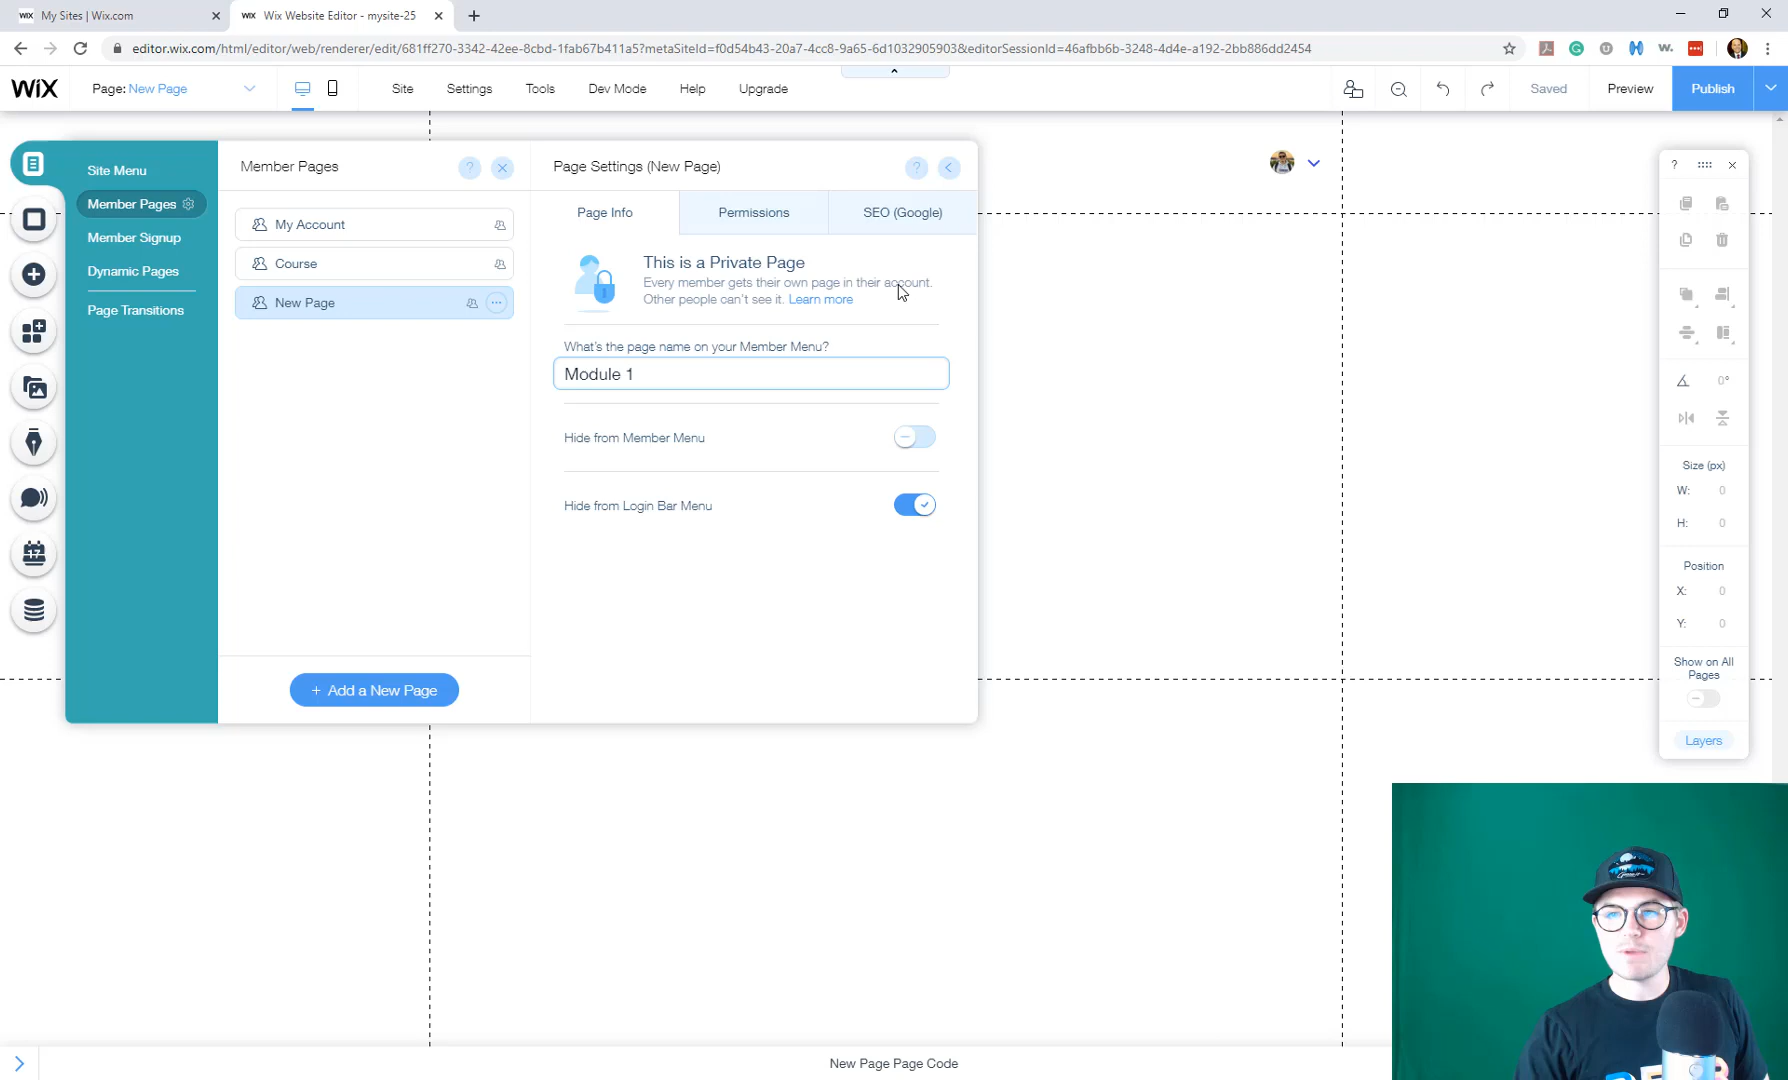 WiX My Sites | Wix.com
WiX Wix Website Editor - mysite-25
editor.wix.com/html/editor/web/renderer/edit/681ff270-3342-42ee-8cbd-1fab67b411a5?metaSiteId=f0d54b43-20a7-4cc8-9a65-6d1032905903&editorSessionId=46afbb6b-3248-4d4e-a192-2bb886dd2454
WiX
Page: New Page
Site
Settings
Tools
Dev Mode
Help
Upgrade
Saved
Preview
Publish
Site Menu
Member Pages
Member Signup
Dynamic Pages
Page Transitions
17
Member Pages
?
My Account
Course
New Page
+ Add a New Page
Page Settings (New Page)
?
Page Info
Permissions
SEO (Google)
This is a Private Page
Every member gets their own page in their account.
Other people can't see it. Learn more
What's the page name on your Member Menu?
Module 1
Hide from Member Menu
Hide from Login Bar Menu
?
0°
Size (px)
W: 0
H: 0
Position
X: 0
Y: 0
Show on All
Pages
Layers
New Page Page Code